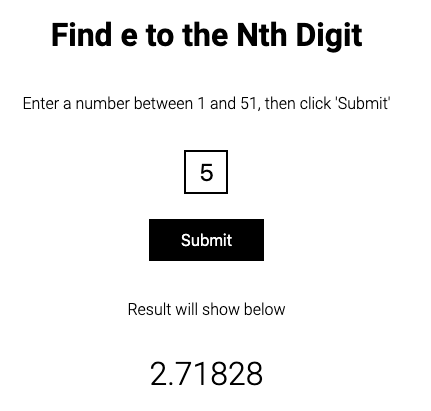 Find e to the Nth Digit
Enter a number between 1 and 51, then click 'Submit'
5
Submit
Result will show below
2.71828